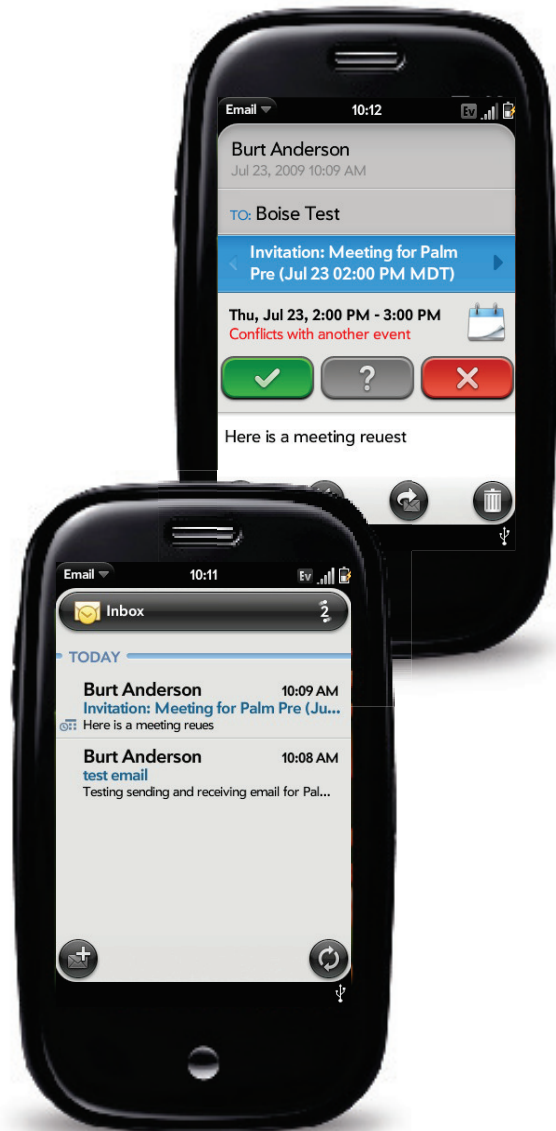 Email
10:12
Ev
Burt Anderson
Jul 23, 2009 10:09 AM
TO: Boise Test
Invitation: Meeting for Palm
Pre (Jul 23 02:00 PM MDT)
Thu, Jul 23, 2:00 PM - 3:00 PM
Conflicts with another event
?
Here is a meeting reuest
Email
10:11
Ev
Inbox
2
TODAY
Burt Anderson 10:09 AM
Invitation: Meeting for Palm Pre (Ju...
Here is a meeting reues
Burt Anderson 10:08 AM
test email
Testing sending and receiving email for Pal...